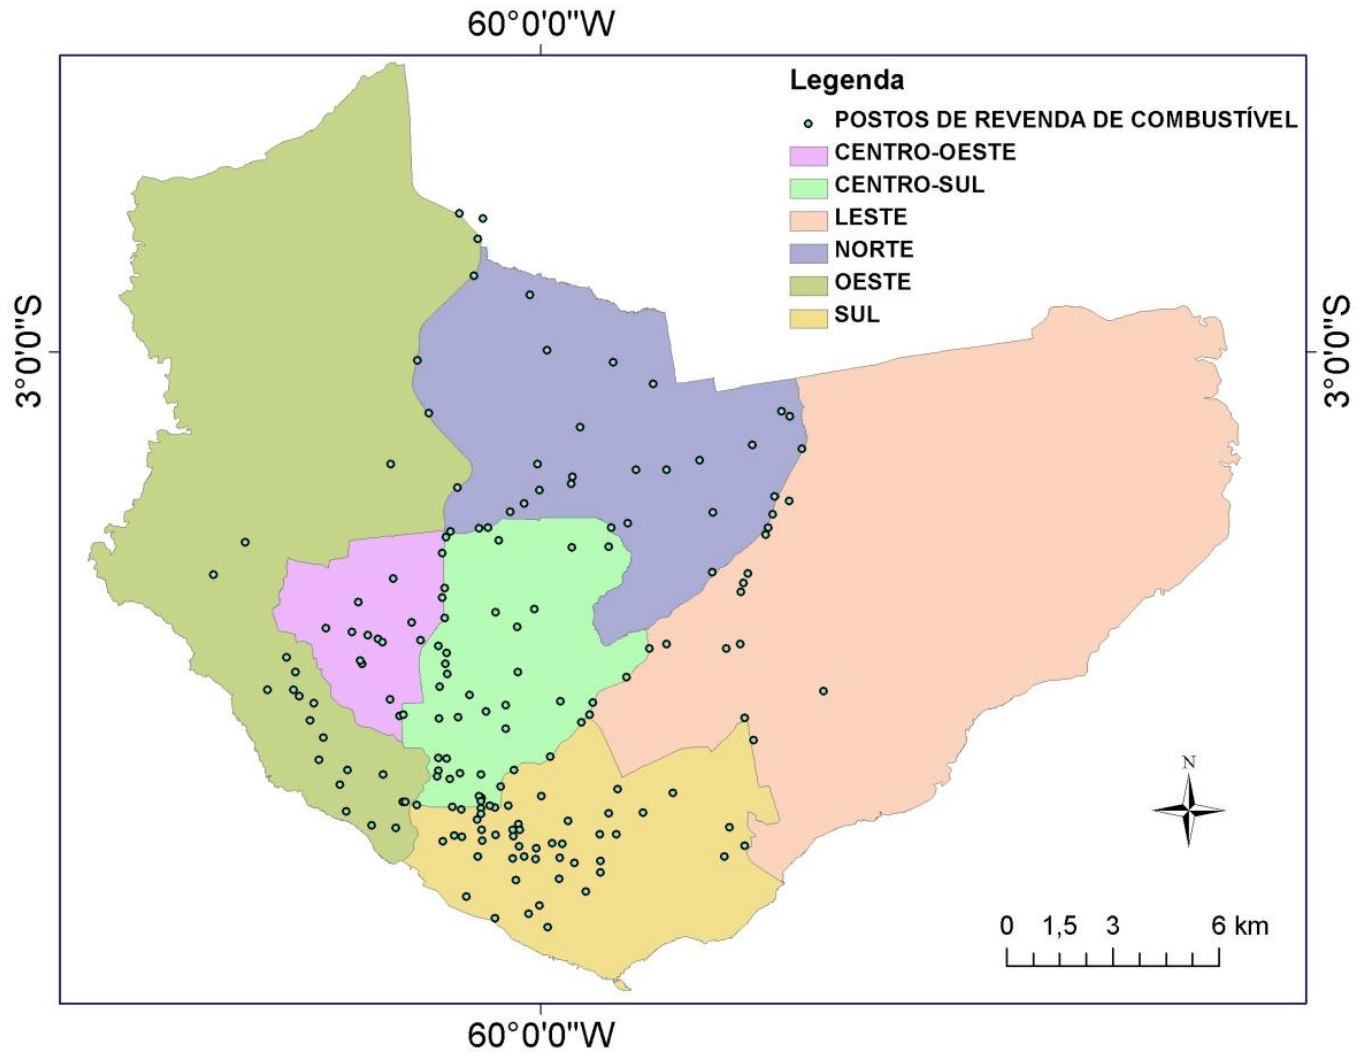 60°0'0"W
Legenda
POSTOS DE REVENDA DE COMBUSTÍVEL
CENTRO-OESTE
CENTRO-SUL
LESTE
NORTE
OESTE
SUL
3°0'0"S
3°0'0"S
N
0 1,5 3 6 km
60°0'0"W